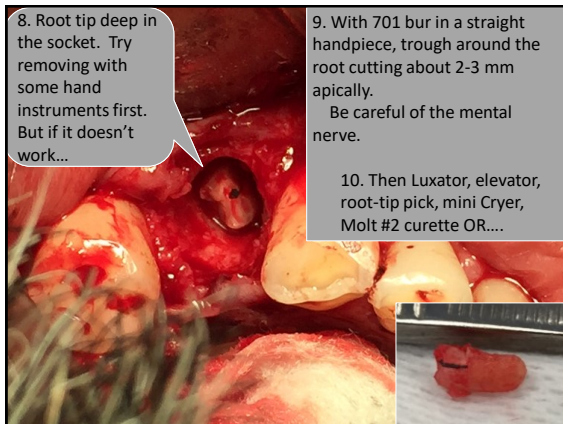 8. Root tip deep in
the socket.  Try
removing with
some hand
instruments first.
But if it doesn’t
work…
9. With 701 bur in a straight
handpiece, trough around the
root cutting about 2-3 mm
apically.
Be careful of the mental
nerve.
10. Then Luxator, elevator,
root-tip pick, mini Cryer,
Molt #2 curette OR….